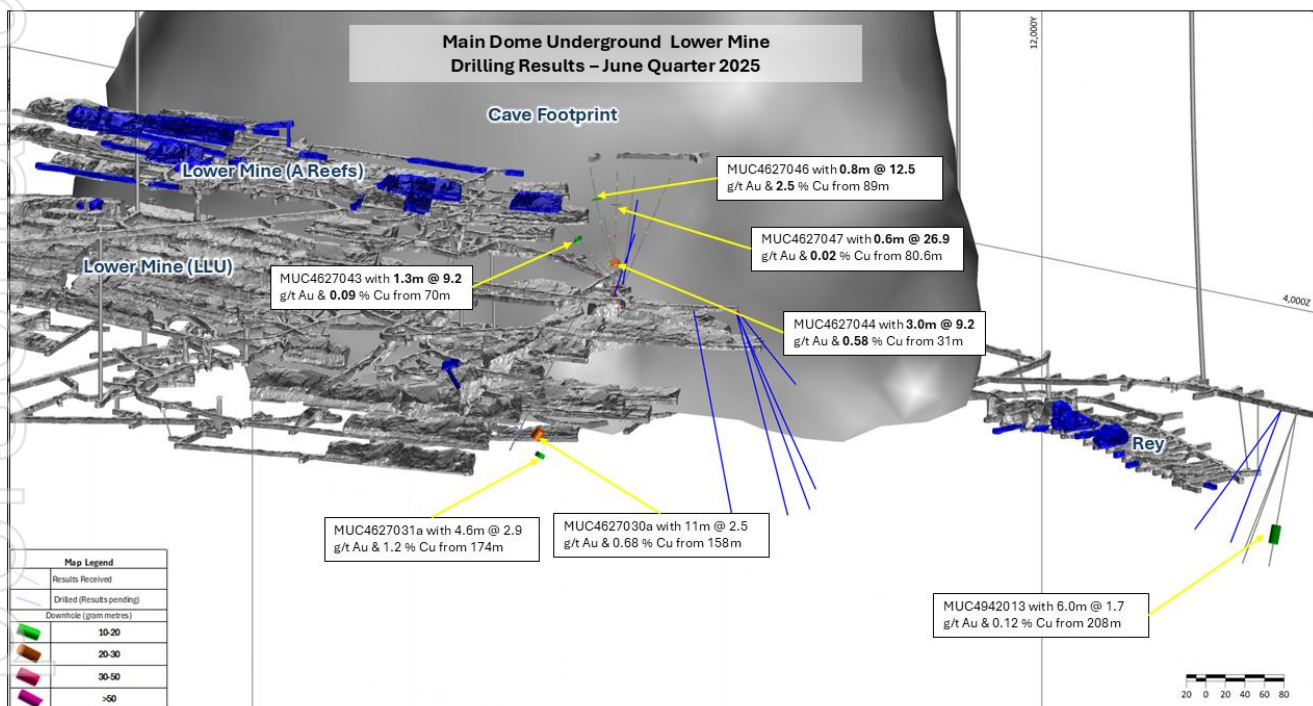 Main Dome Underground Lower Mine
Drilling Results – June Quarter 2025
Cave Footprint
12,000Y
Lower Mine (A Reefs)
MUC4627046 with 0.8m @ 12.5
g/t Au & 2.5 % Cu from 89m
MUC4627047 with 0.6m @ 26.9
g/t Au & 0.02 % Cu from 80.6m
Lower Mine (LLU)
MUC4627043 with 1.3m @ 9.2
g/t Au & 0.09 % Cu from 70m
4,000Z
MUC4627044 with 3.0m @ 9.2
g/t Au & 0.58 % Cu from 31m
Rey
MUC4627031a with 4.6m @ 2.9
g/t Au & 1.2 % Cu from 174m
MUC4627030a with 11m @ 2.5
g/t Au & 0.68 % Cu from 158m
MUC4942013 with 6.0m @ 1.7
g/t Au & 0.12 % Cu from 208m
Map Legend
Results Received
Drilled (Results pending)
Downhole (gram metres)
10-20
20-30
30-50
>50
20 0 20 40 60 80